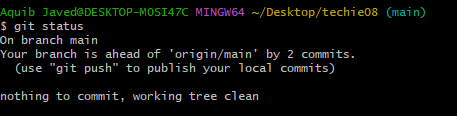 Aquib Javed@DESKTOP-MOSI47C MINGW64 ~/Desktop/techie08 (main)
$ git status
On branch main
Your branch is ahead of 'origin/main' by 2 commits.
  (use "git push" to publish your local commits)

nothing to commit, working tree clean